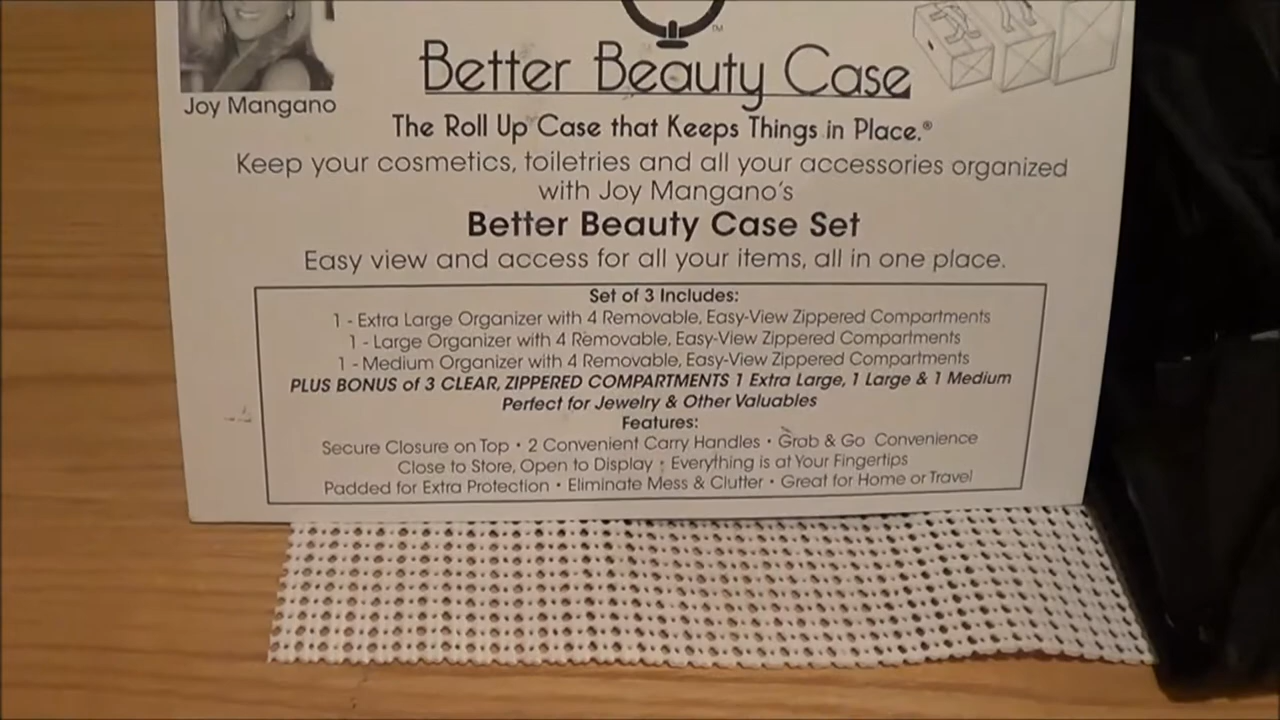 Joy Mangano
TM
Better Beauty Case
The Roll Up Case that Keeps Things in Place.®
Keep your cosmetics, toiletries and all your accessories organized
with Joy Mangano's
Better Beauty Case Set
Easy view and access for all your items, all in one place.
Set of 3 Includes:
1 - Extra Large Organizer with 4 Removable, Easy-View Zippered Compartments
1 - Large Organizer with 4 Removable, Easy-View Zippered Compartments
1 - Medium Organizer with 4 Removable, Easy-View Zippered Compartments
PLUS BONUS of 3 CLEAR, ZIPPERED COMPARTMENTS 1 Extra Large, 1 Large & 1 Medium
Perfect for Jewelry & Other Valuables
Features:
Secure Closure on Top • 2 Convenient Carry Handles • Grab & Go Convenience
Close to Store, Open to Display • Everything is at Your Fingertips
Padded for Extra Protection • Eliminate Mess & Clutter • Great for Home or Travel